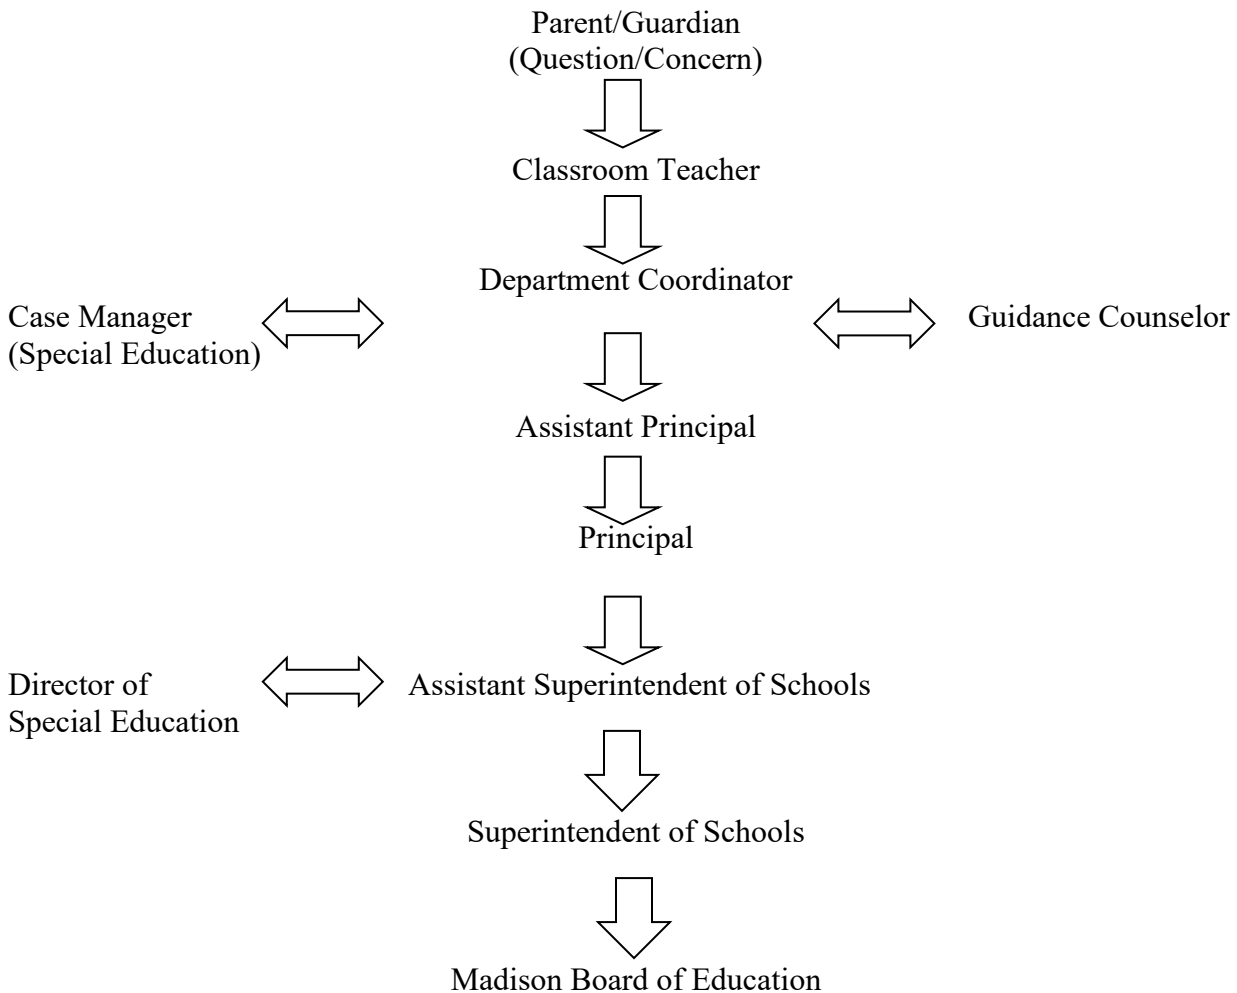 Parent/Guardian
(Question/Concern)
Classroom Teacher
Department Coordinator
Case Manager
(Special Education)
Guidance Counselor
Assistant Principal
Principal
Director of
Special Education
Assistant Superintendent of Schools
Superintendent of Schools
Madison Board of Education